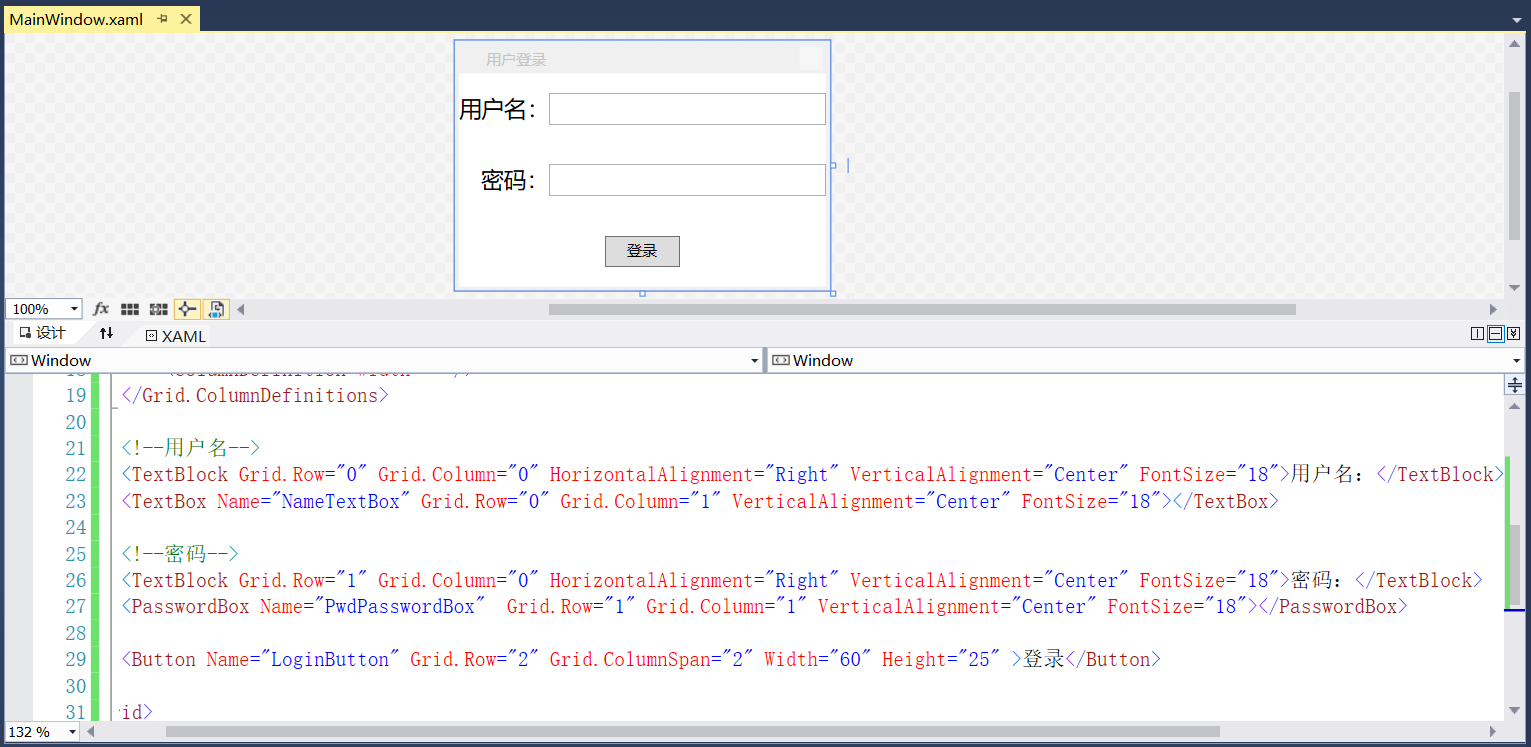 MainWindow.xaml
用户登录
用户名：
密码：
登录
100%
fx
设计
XAML
Window
Window
19 </Grid.ColumnDefinitions>
20
21 <!--用户名-->
22 <TextBlock Grid.Row="0" Grid.Column="0" HorizontalAlignment="Right" VerticalAlignment="Center" FontSize="18">用户名：</TextBlock>
23 <TextBox Name="NameTextBox" Grid.Row="0" Grid.Column="1" VerticalAlignment="Center" FontSize="18"></TextBox>
24
25 <!--密码-->
26 <TextBlock Grid.Row="1" Grid.Column="0" HorizontalAlignment="Right" VerticalAlignment="Center" FontSize="18">密码：</TextBlock>
27 <PasswordBox Name="PwdPasswordBox"  Grid.Row="1" Grid.Column="1" VerticalAlignment="Center" FontSize="18"></PasswordBox>
28
29 <Button Name="LoginButton" Grid.Row="2" Grid.ColumnSpan="2" Width="60" Height="25" >登录</Button>
30
31 id>
132 %